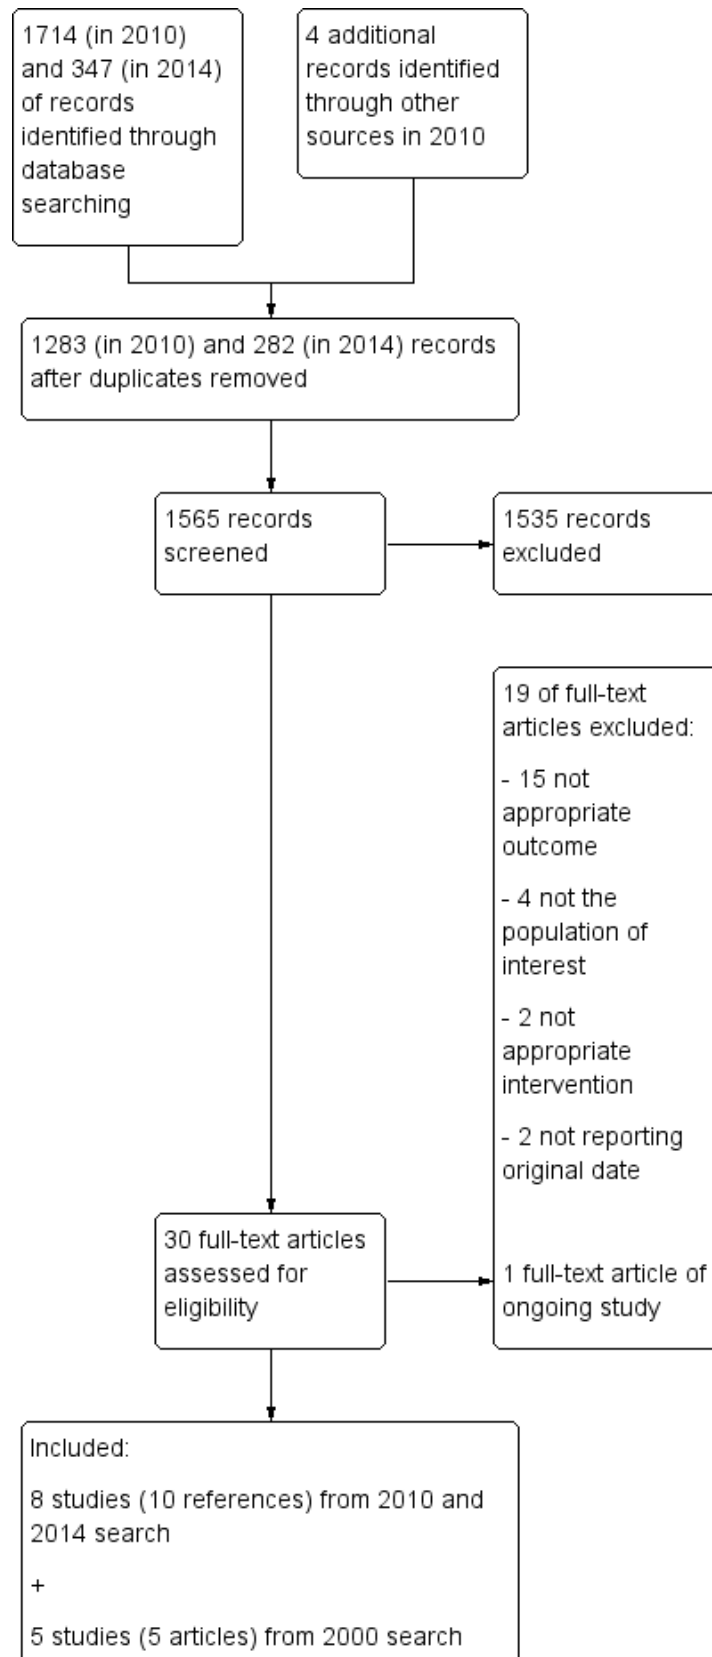 1714 (in 2010)
and 347 (in 2014)
of records
identified through
database
searching
4 additional
records identified
through other
sources in 2010
1283 (in 2010) and 282 (in 2014) records
after duplicates removed
1565 records
screened
1535 records
excluded
19 of full-text
articles excluded:
- 15 not
appropriate
outcome
- 4 not the
population of
interest
- 2 not
appropriate
intervention
- 2 not reporting
original date
30 full-text articles
assessed for
eligibility
1 full-text article of
ongoing study
Included:
8 studies (10 references) from 2010 and
2014 search
+
5 studies (5 articles) from 2000 search